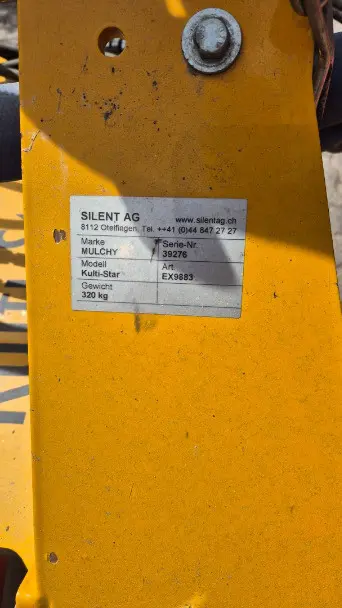 SILENT AG www.silentag.ch
8112 Otelfingen, Tel. ++41 (0)44 847 27 27
Marke Serie-Nr.
MULCHY 39276
Modell Art
Kulti-Star EX9883
Gewicht
320 kg